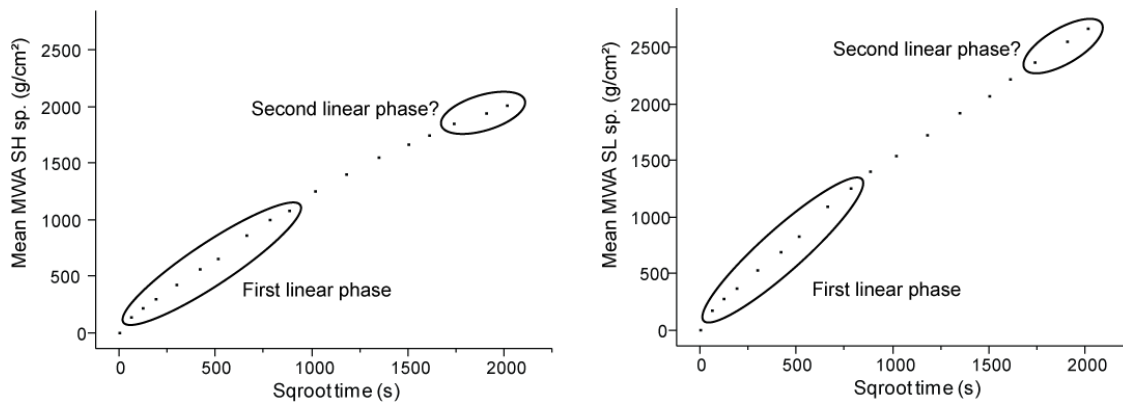 Mean MWA SH sp. (g/cm²)
2500
2000
1500
1000
500
0
Second linear phase?
First linear phase
0 500 1000 1500 2000
Sqroot time (s)
Mean MWA SL sp. (g/cm²)
2500
2000
1500
1000
500
0
Second linear phase?
First linear phase
0 500 1000 1500 2000
Sqroot time (s)